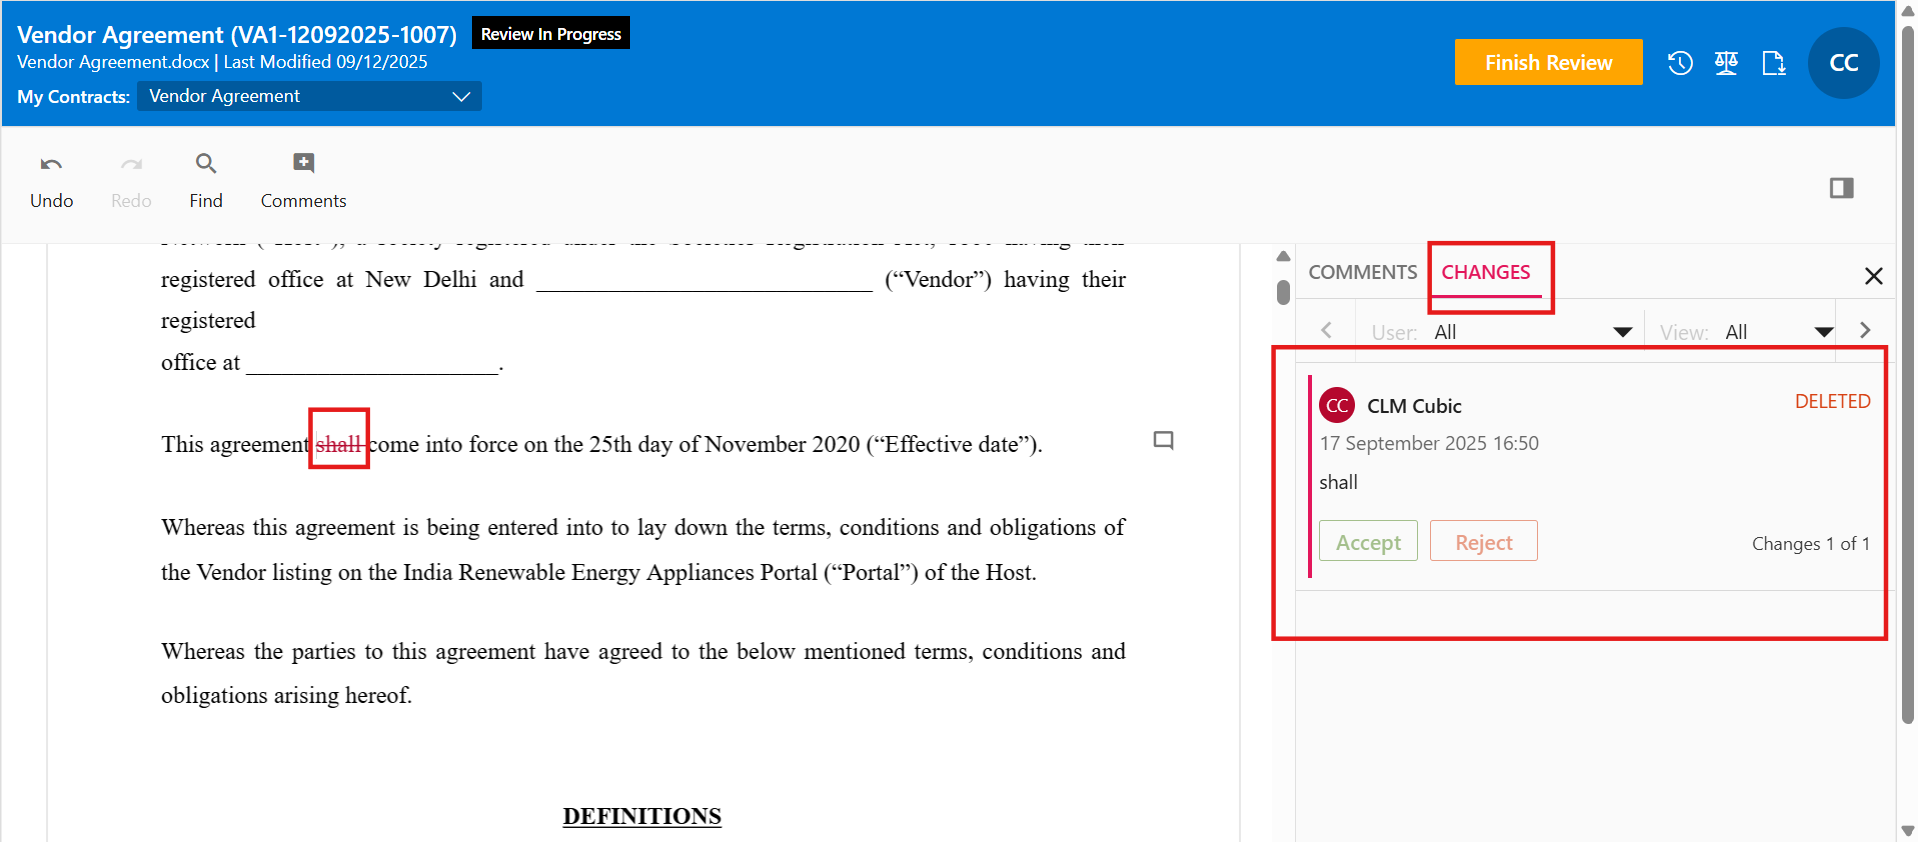 Vendor Agreement (VA1-12092025-1007) Review In Progress
Vendor Agreement.docx | Last Modified 09/12/2025
My Contracts: Vendor Agreement
Finish Review
CC
Undo
Redo
Find
Comments
registered office at New Delhi and ____________________________ (“Vendor”) having their
registered
office at _____________________.
This agreement shall come into force on the 25th day of November 2020 (“Effective date”).
Whereas this agreement is being entered into to lay down the terms, conditions and obligations of
the Vendor listing on the India Renewable Energy Appliances Portal (“Portal”) of the Host.
Whereas the parties to this agreement have agreed to the below mentioned terms, conditions and
obligations arising hereof.
DEFINITIONS
COMMENTS CHANGES
User: All View: All
CC CLM Cubic DELETED
17 September 2025 16:50
shall
Accept Reject Changes 1 of 1